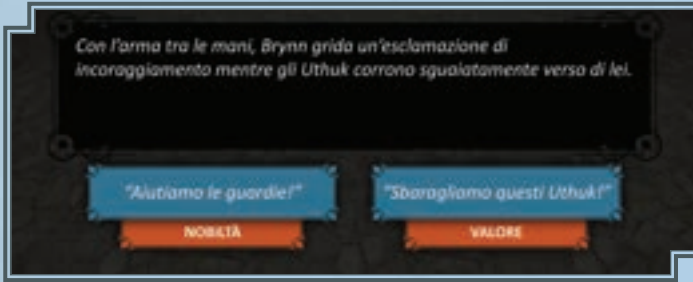 Con l'arma tra le mani, Brynn grida un'esclamazione di
incoraggiamento mentre gli Uthuk corrono sguaiatamente verso di lei.
"Aiutiamo le guardie!"
"Sbaragliamo questi Uthuk!"
NOBILTÀ
VALORE